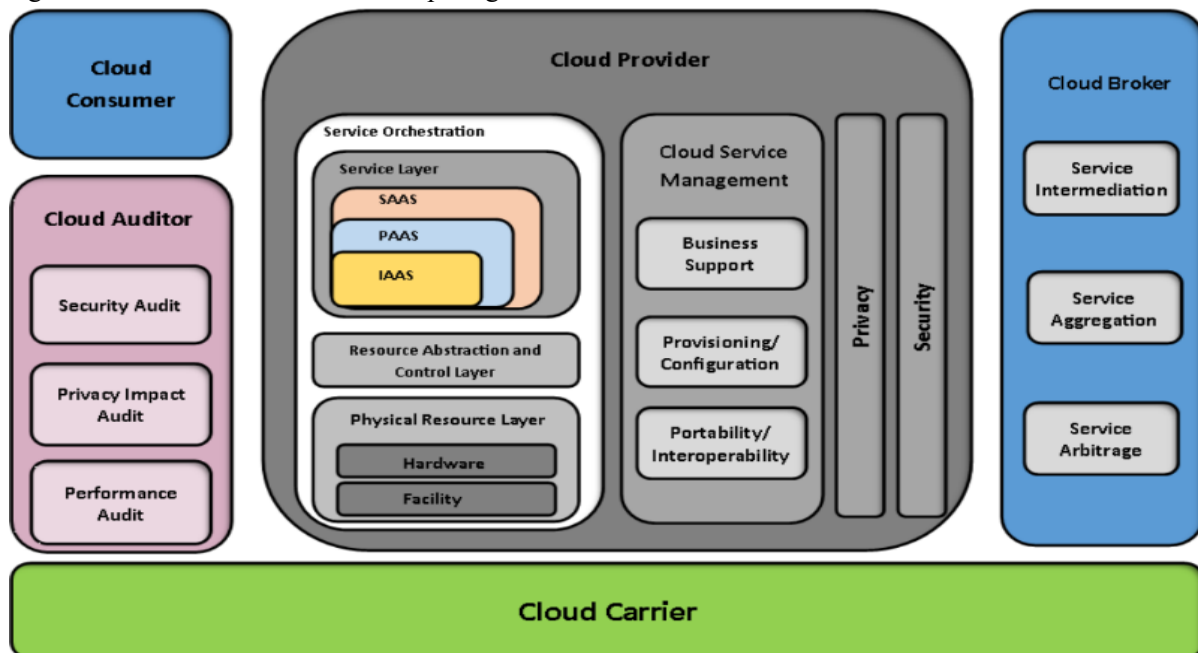 Cloud
Consumer
Cloud Auditor
Security Audit
Privacy Impact
Audit
Performance
Audit
Cloud Provider
Service Orchestration
Service Layer
SAAS
PAAS
IAAS
Resource Abstraction and
Control Layer
Physical Resource Layer
Hardware
Facility
Cloud Service
Management
Business
Support
Provisioning/
Configuration
Portability/
Interoperability
Privacy
Security
Cloud Broker
Service
Intermediation
Service
Aggregation
Service
Arbitrage
Cloud Carrier